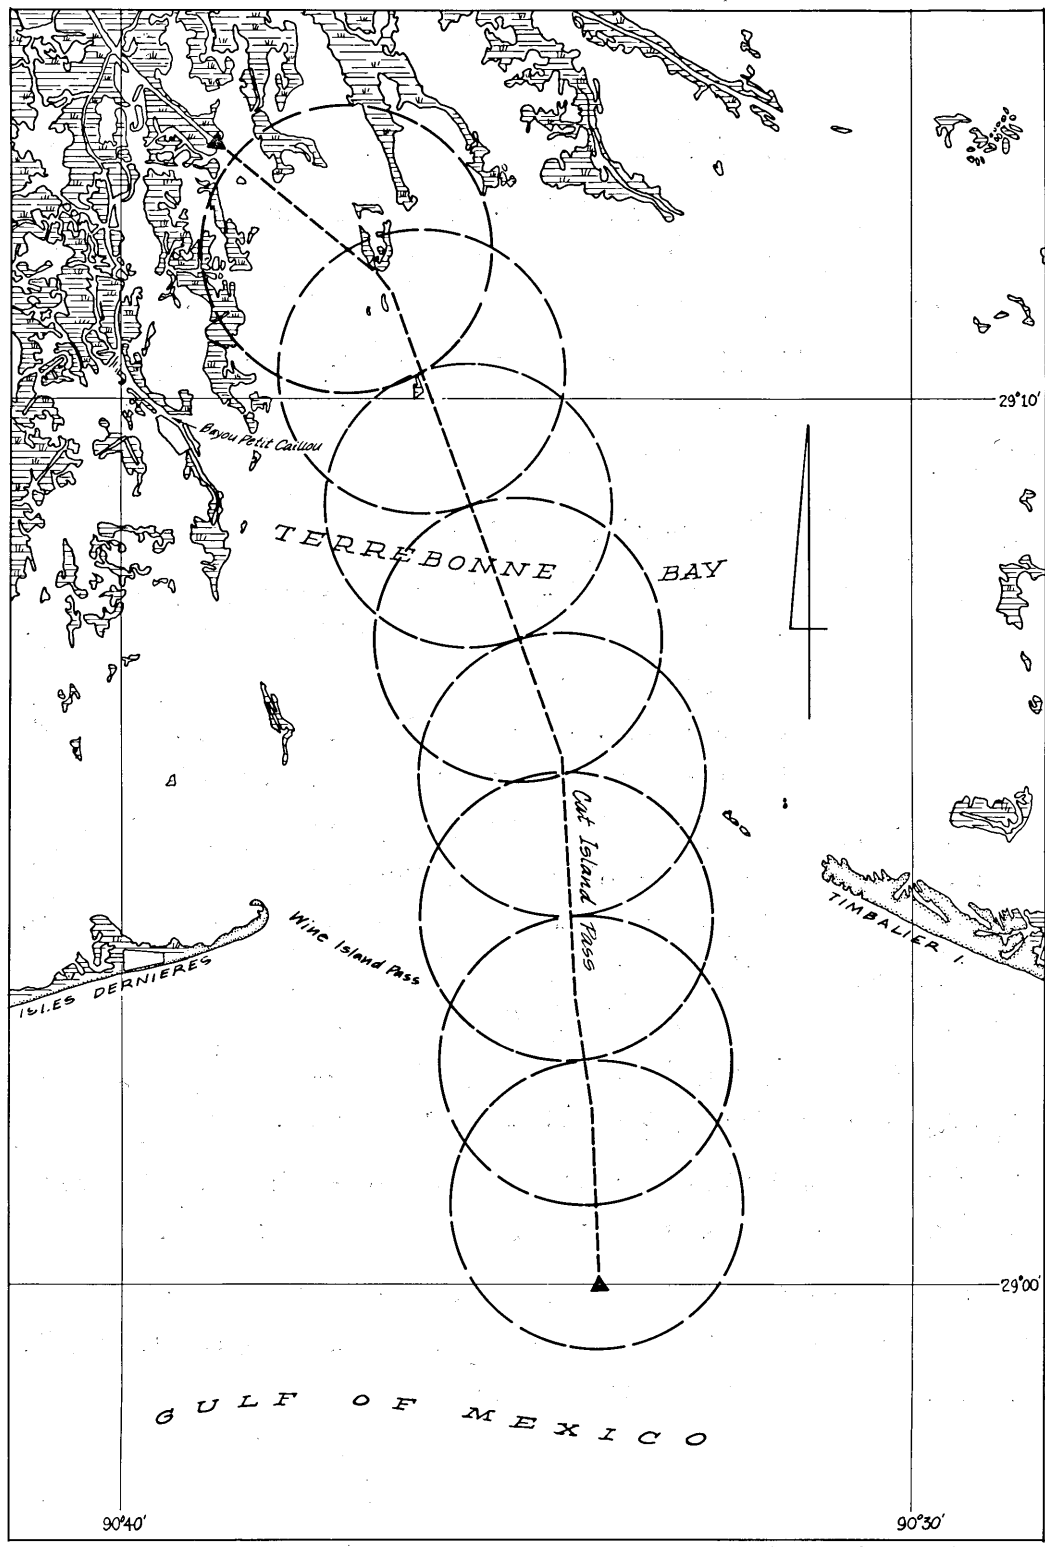 29°10'
Bayou Petit Caillou
TERREBONNE BAY
Cat Island Pass
TIMBALIER I.
Wine Island Pass
ISLES DERNIERES
29°00'
GULF OF MEXICO
90°40'
90°30'